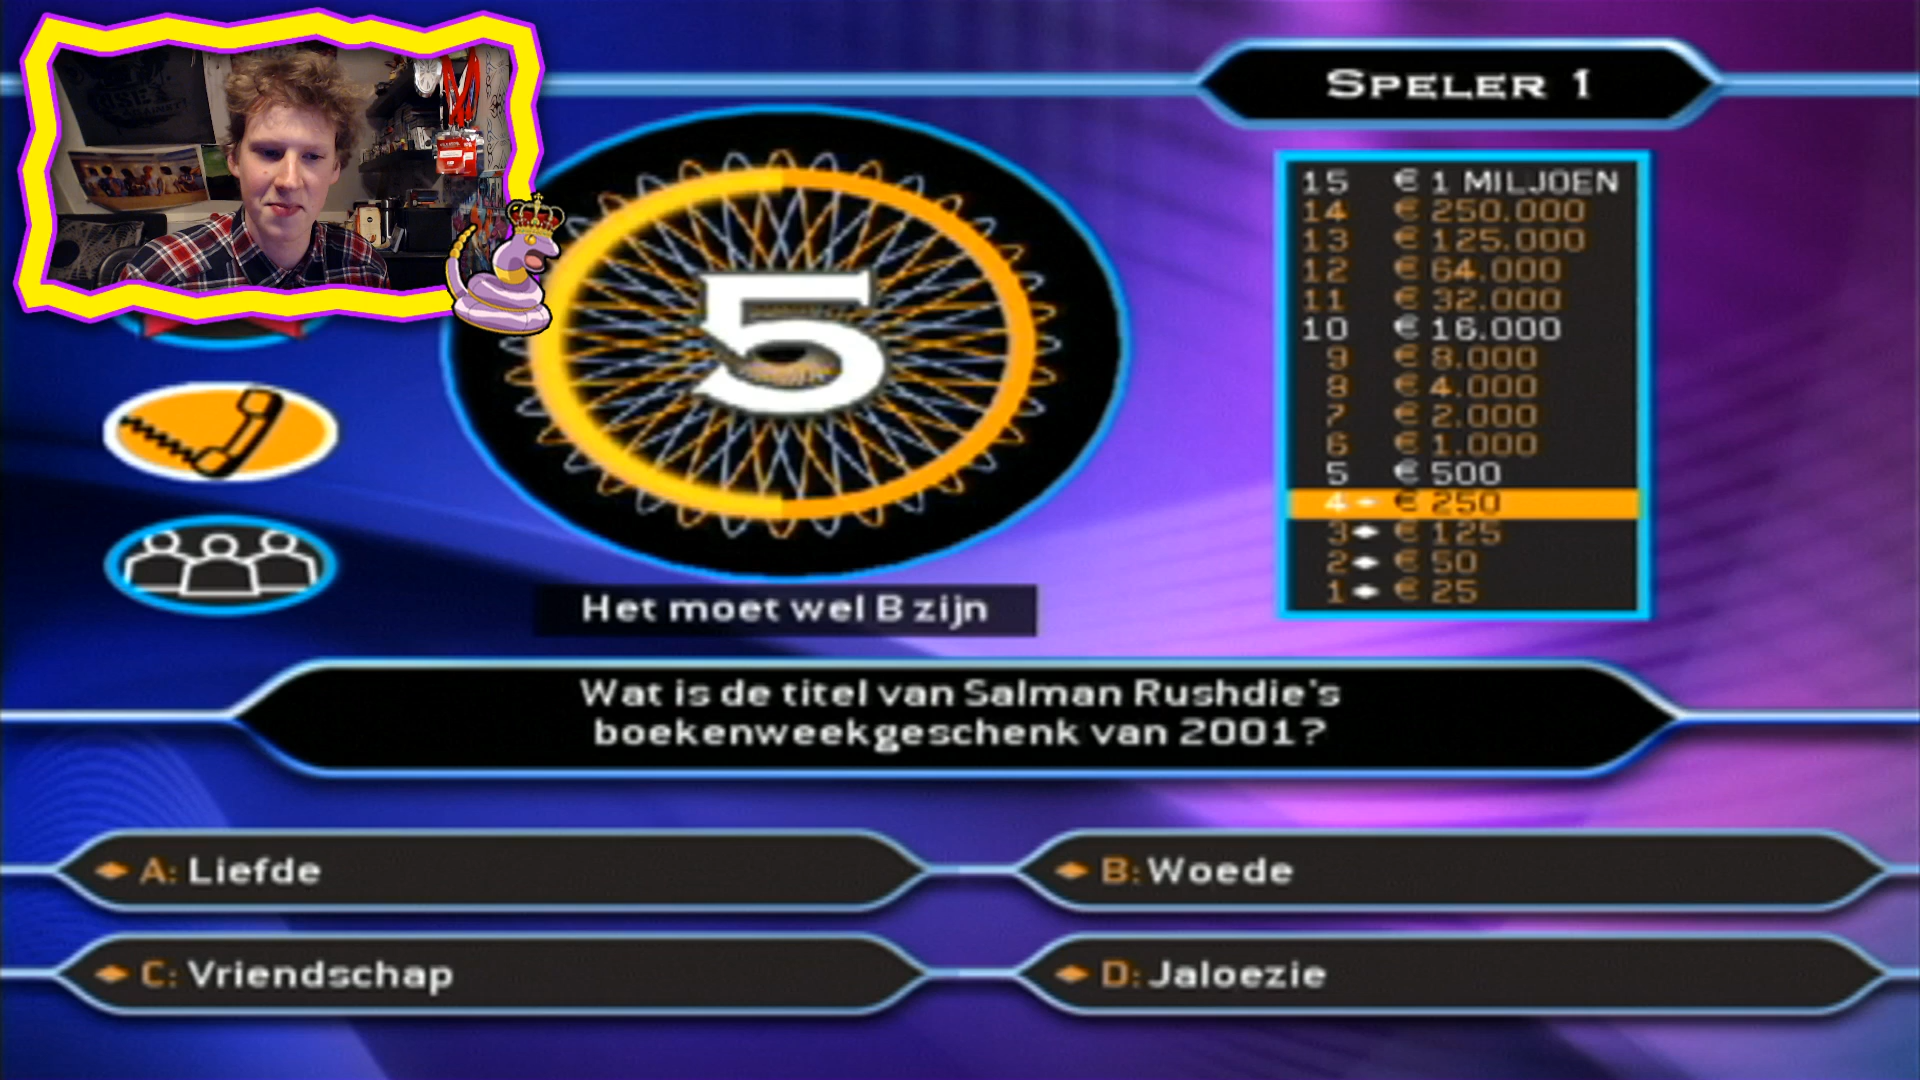 SPELER 1
15 € 1 MILJOEN
14 € 250.000
13 € 125.000
12 € 64.000
11 € 32.000
10 € 16.000
9 € 8.000
8 € 4.000
7 € 2.000
6 € 1.000
5 € 500
4 € 250
3 € 125
2 € 50
1 € 25
5
Het moet wel B zijn
Wat is de titel van Salman Rushdie's
boekenweekgeschenk van 2001?
A: Liefde
B: Woede
C: Vriendschap
D: Jaloezie